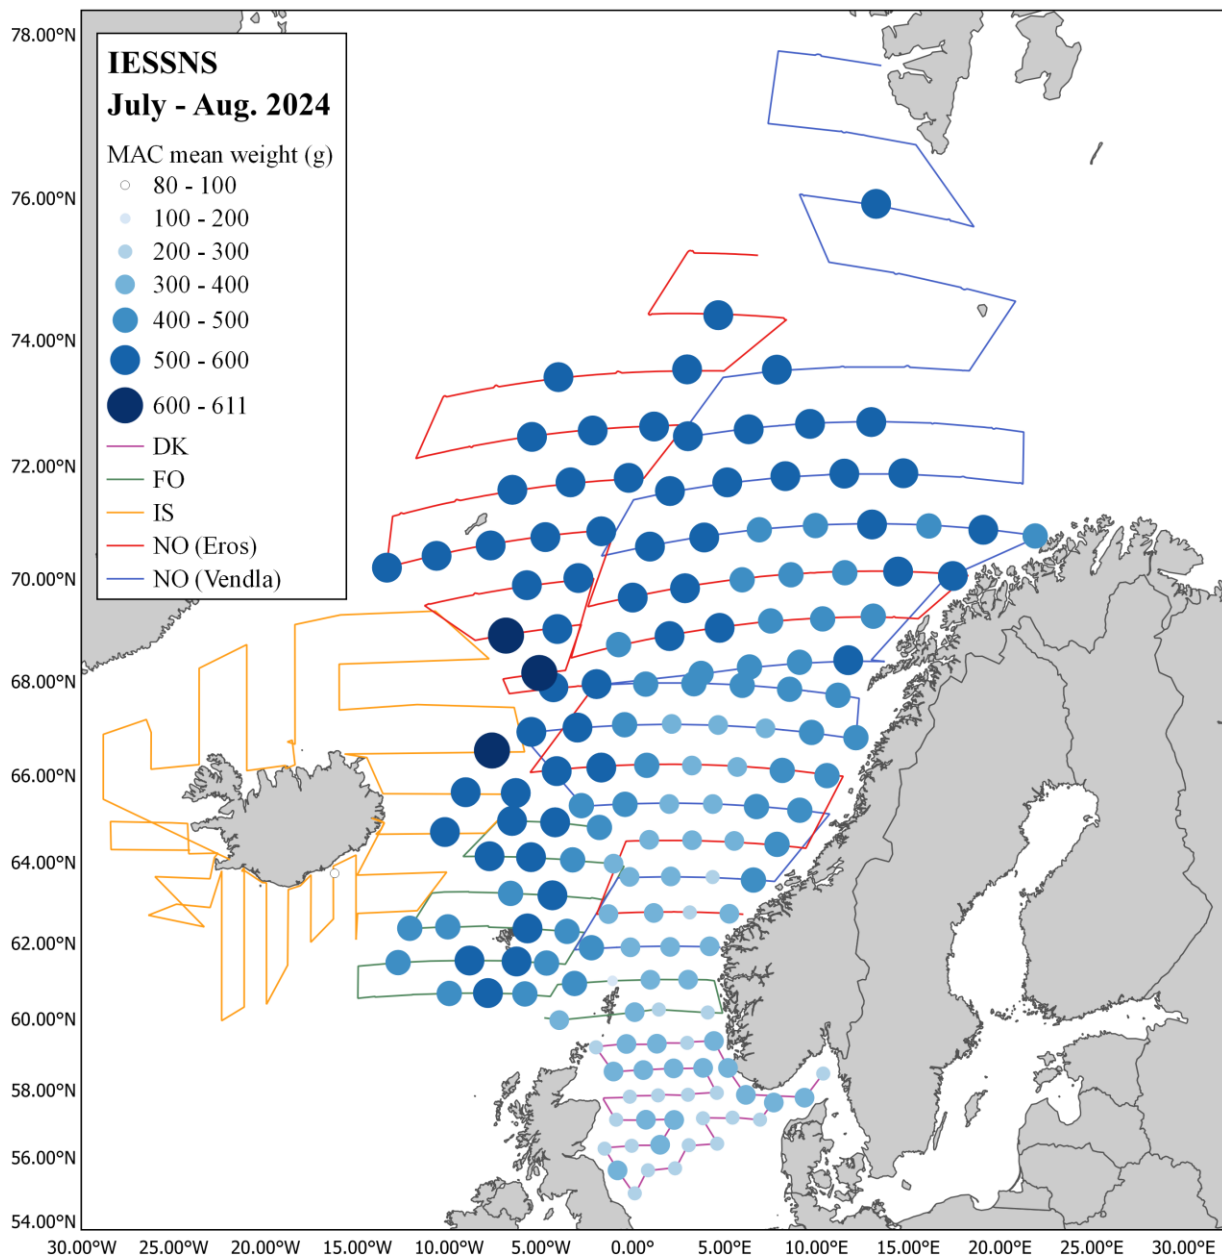 IESSNS
July - Aug. 2024
MAC mean weight (g)
80 - 100
100 - 200
200 - 300
300 - 400
400 - 500
500 - 600
600 - 611
DK
FO
IS
NO (Eros)
NO (Vendla)
78.00°N
76.00°N
74.00°N
72.00°N
70.00°N
68.00°N
66.00°N
64.00°N
62.00°N
60.00°N
58.00°N
56.00°N
54.00°N
30.00°W 25.00°W 20.00°W 15.00°W 10.00°W 5.00°W 0.00°E 5.00°E 10.00°E 15.00°E 20.00°E 25.00°E 30.00°E